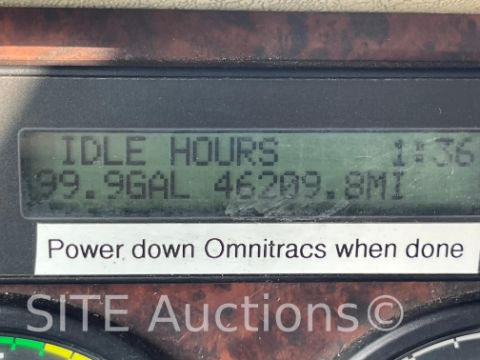 IDLE HOURS 1:36
99.9GAL 46209.8MI
Power down Omnitracs when done
SITE Auctions©